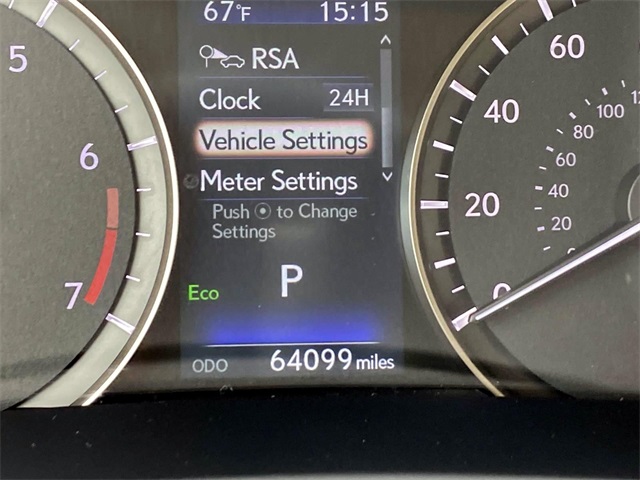 67°F 15:15
RSA
Clock 24H
Vehicle Settings
Meter Settings
Push ⦿ to Change
Settings
P
Eco
ODO 64099 miles
5
6
7
60
40
20
0
100
80
60
40
20